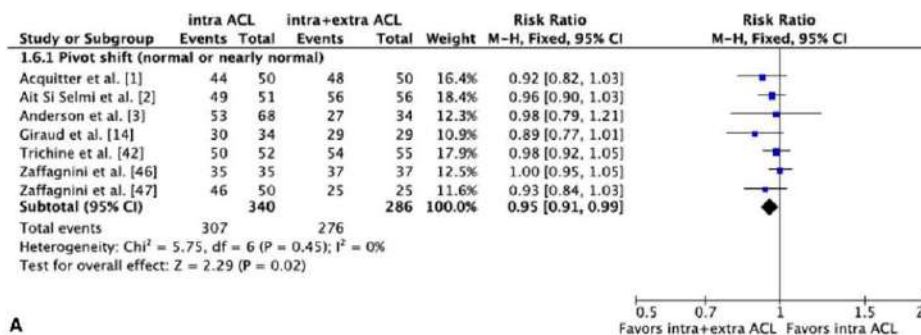 intra ACL intra+extra ACL Risk Ratio Risk Ratio
Study or Subgroup Events Total Events Total Weight M-H, Fixed, 95% CI M-H, Fixed, 95% CI
1.6.1 Pivot shift (normal or nearly normal)
Acquitter et al. [1] 44 50 48 50 16.4% 0.92 [0.82, 1.03]
Ait Si Selmi et al. [2] 49 51 56 56 18.4% 0.96 [0.90, 1.03]
Anderson et al. [3] 53 68 27 34 12.3% 0.98 [0.79, 1.21]
Giraud et al. [14] 30 34 29 29 10.9% 0.89 [0.77, 1.01]
Trichine et al. [42] 50 52 54 55 17.9% 0.98 [0.92, 1.05]
Zaffagnini et al. [46] 35 35 37 37 12.5% 1.00 [0.95, 1.05]
Zaffagnini et al. [47] 46 50 25 25 11.6% 0.93 [0.84, 1.03]
Subtotal (95% CI) 340 286 100.0% 0.95 [0.91, 0.99]
Total events 307 276
Heterogeneity: Chi² = 5.75, df = 6 (P = 0.45); I² = 0%
Test for overall effect: Z = 2.29 (P = 0.02)
0.5 0.7 1 1.5 2
A Favors intra+extra ACL Favors intra ACL